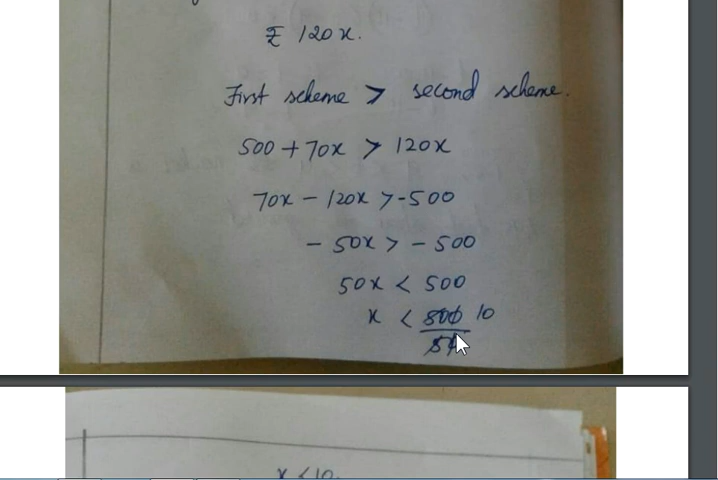 ₹ 120x.
First scheme > second scheme.
500 + 70x > 120x
70x - 120x > -500
- 50x > - 500
50x < 500
x < 500/50 10
x < 10.